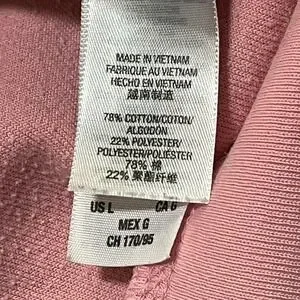 MADE IN VIETNAM
FABRIQUE AU VIETNAM
HECHO EN VIETNAM
越南制造
78% COTTON/COTON/
ALGODÓN
22% POLYESTER/
POLYESTER/POLIÉSTER
78% 棉
22% 聚酯纤维
US L CA G
MEX G
CH 170/95